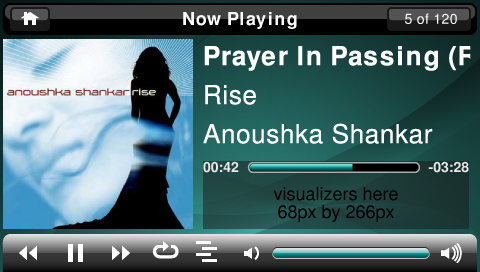 Now Playing
5 of 120
Prayer In Passing (F
Rise
Anoushka Shankar
anoushka shankar rise
00:42
-03:28
visualizers here
68px by 266px